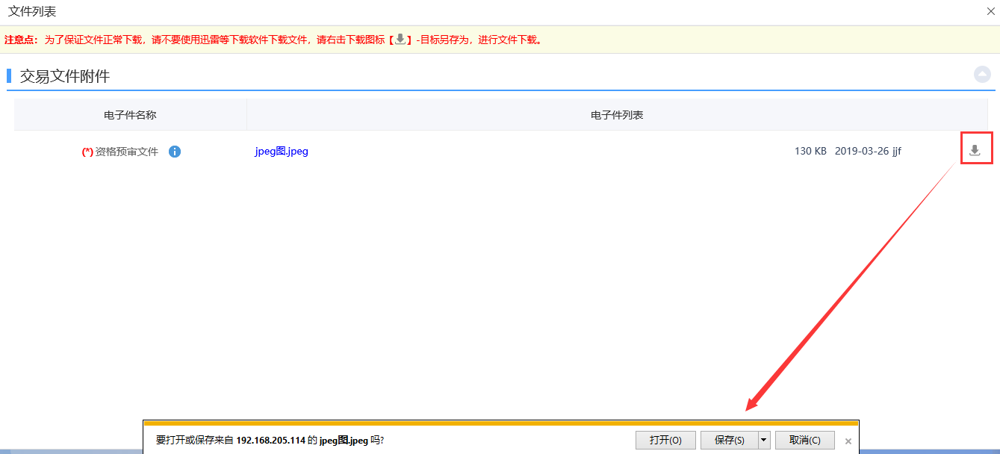 文件列表
注意点：为了保证文件正常下载，请不要使用迅雷等下载软件下载文件，请右击下载图标【】-目标另存为，进行文件下载。
交易文件附件
电子件名称 电子件列表
(*) 资格预审文件 jpeg图.jpeg 130 KB 2019-03-26 jjf
要打开或保存来自 192.168.205.114 的 jpeg图.jpeg 吗? 打开(O) 保存(S) 取消(C)